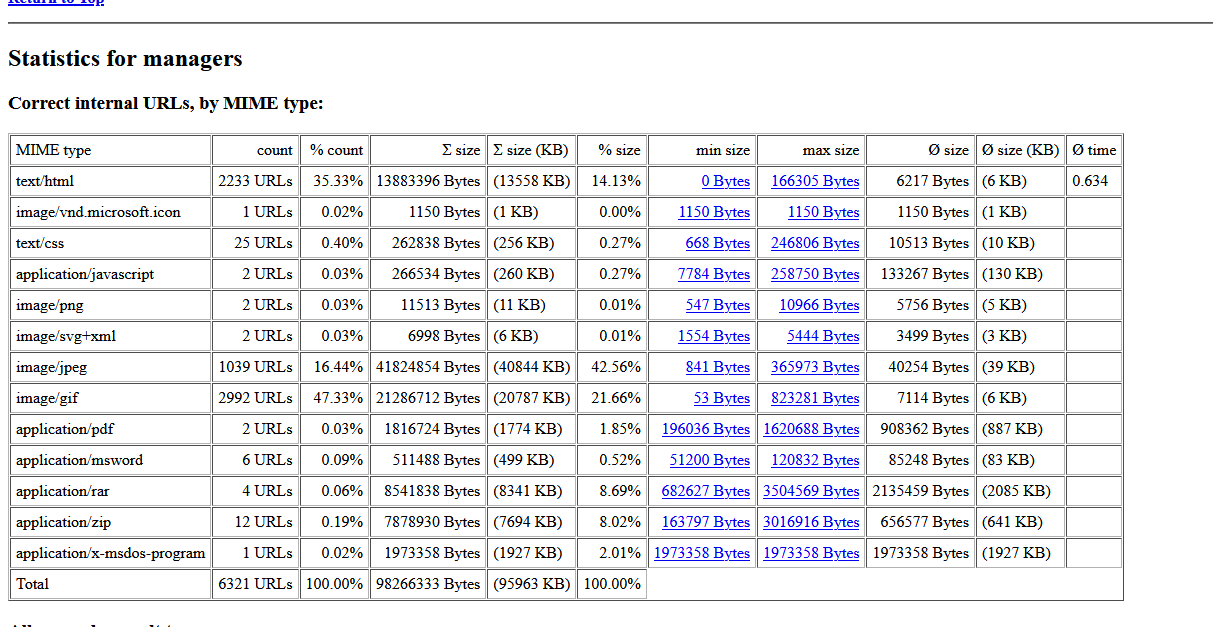 Return to Top
Statistics for managers
Correct internal URLs, by MIME type:
MIME type count % count Σ size Σ size (KB) % size min size max size Ø size Ø size (KB) Ø time
text/html 2233 URLs 35.33% 13883396 Bytes (13558 KB) 14.13% 0 Bytes 166305 Bytes 6217 Bytes (6 KB) 0.634
image/vnd.microsoft.icon 1 URLs 0.02% 1150 Bytes (1 KB) 0.00% 1150 Bytes 1150 Bytes 1150 Bytes (1 KB)
text/css 25 URLs 0.40% 262838 Bytes (256 KB) 0.27% 668 Bytes 246806 Bytes 10513 Bytes (10 KB)
application/javascript 2 URLs 0.03% 266534 Bytes (260 KB) 0.27% 7784 Bytes 258750 Bytes 133267 Bytes (130 KB)
image/png 2 URLs 0.03% 11513 Bytes (11 KB) 0.01% 547 Bytes 10966 Bytes 5756 Bytes (5 KB)
image/svg+xml 2 URLs 0.03% 6998 Bytes (6 KB) 0.01% 1554 Bytes 5444 Bytes 3499 Bytes (3 KB)
image/jpeg 1039 URLs 16.44% 41824854 Bytes (40844 KB) 42.56% 841 Bytes 365973 Bytes 40254 Bytes (39 KB)
image/gif 2992 URLs 47.33% 21286712 Bytes (20787 KB) 21.66% 53 Bytes 823281 Bytes 7114 Bytes (6 KB)
application/pdf 2 URLs 0.03% 1816724 Bytes (1774 KB) 1.85% 196036 Bytes 1620688 Bytes 908362 Bytes (887 KB)
application/msword 6 URLs 0.09% 511488 Bytes (499 KB) 0.52% 51200 Bytes 120832 Bytes 85248 Bytes (83 KB)
application/rar 4 URLs 0.06% 8541838 Bytes (8341 KB) 8.69% 682627 Bytes 3504569 Bytes 2135459 Bytes (2085 KB)
application/zip 12 URLs 0.19% 7878930 Bytes (7694 KB) 8.02% 163797 Bytes 3016916 Bytes 656577 Bytes (641 KB)
application/x-msdos-program 1 URLs 0.02% 1973358 Bytes (1927 KB) 2.01% 1973358 Bytes 1973358 Bytes 1973358 Bytes (1927 KB)
Total 6321 URLs 100.00% 98266333 Bytes (95963 KB) 100.00%